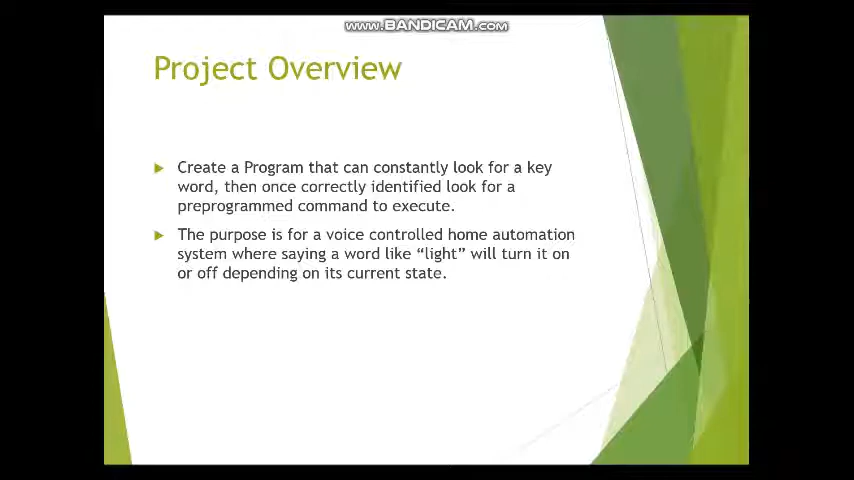 www.BANDICAM.com
Project Overview
Create a Program that can constantly look for a key
word, then once correctly identified look for a
preprogrammed command to execute.
The purpose is for a voice controlled home automation
system where saying a word like “light” will turn it on
or off depending on its current state.